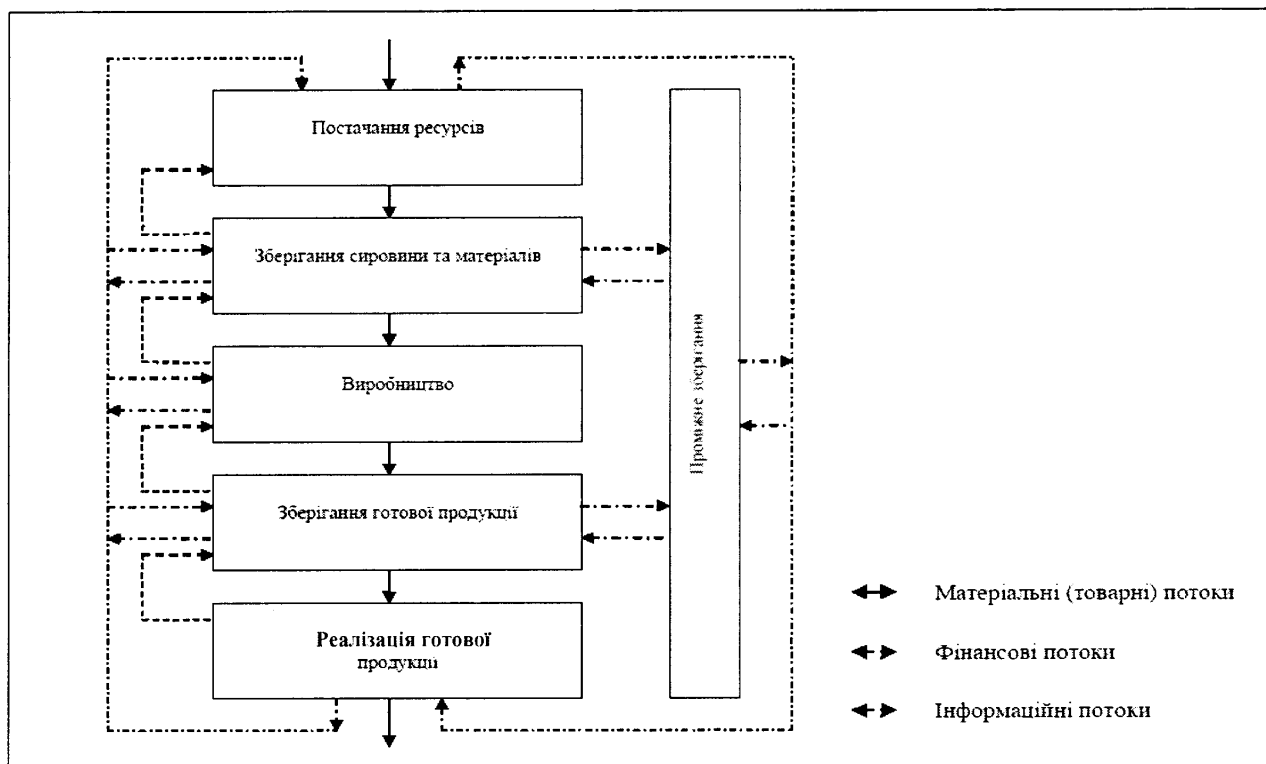 Постачання ресурсів
Зберігання сировини та матеріалів
Виробництво
Зберігання готової продукції
Реалізація готової
продукції
Проміжне зберігання
Матеріальні (товарні) потоки
Фінансові потоки
Інформаційні потоки